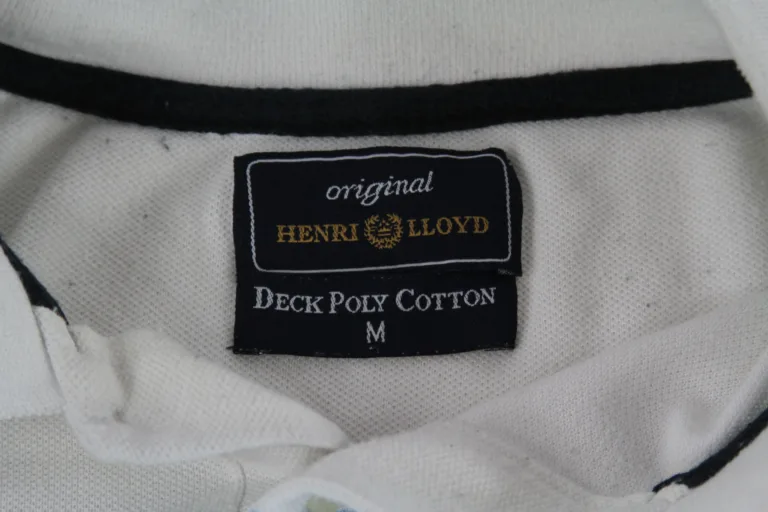 original
HENRI LLOYD
DECK POLY COTTON
M